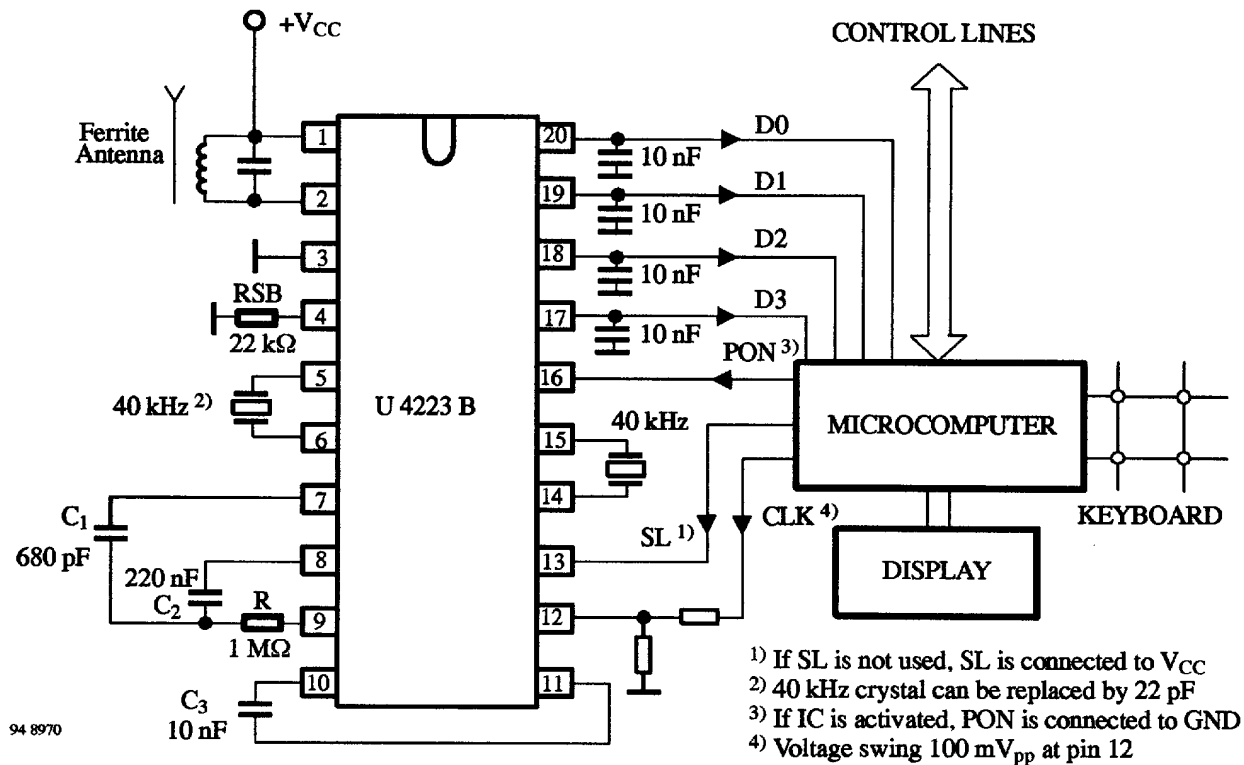 +VCC
CONTROL LINES
Ferrite
Antenna
1
20
D0
10 nF
2
19
D1
10 nF
3
18
D2
10 nF
RSB
4
22 kΩ
17
D3
10 nF
PON 3)
5
16
40 kHz 2)
U 4223 B
6
15
40 kHz
MICROCOMPUTER
7
14
C1
680 pF
SL 1)
CLK 4)
KEYBOARD
8
13
220 nF
C2
DISPLAY
R
9
1 MΩ
12
10
11
C3
10 nF
1) If SL is not used, SL is connected to VCC
2) 40 kHz crystal can be replaced by 22 pF
3) If IC is activated, PON is connected to GND
4) Voltage swing 100 mVpp at pin 12
94 8970